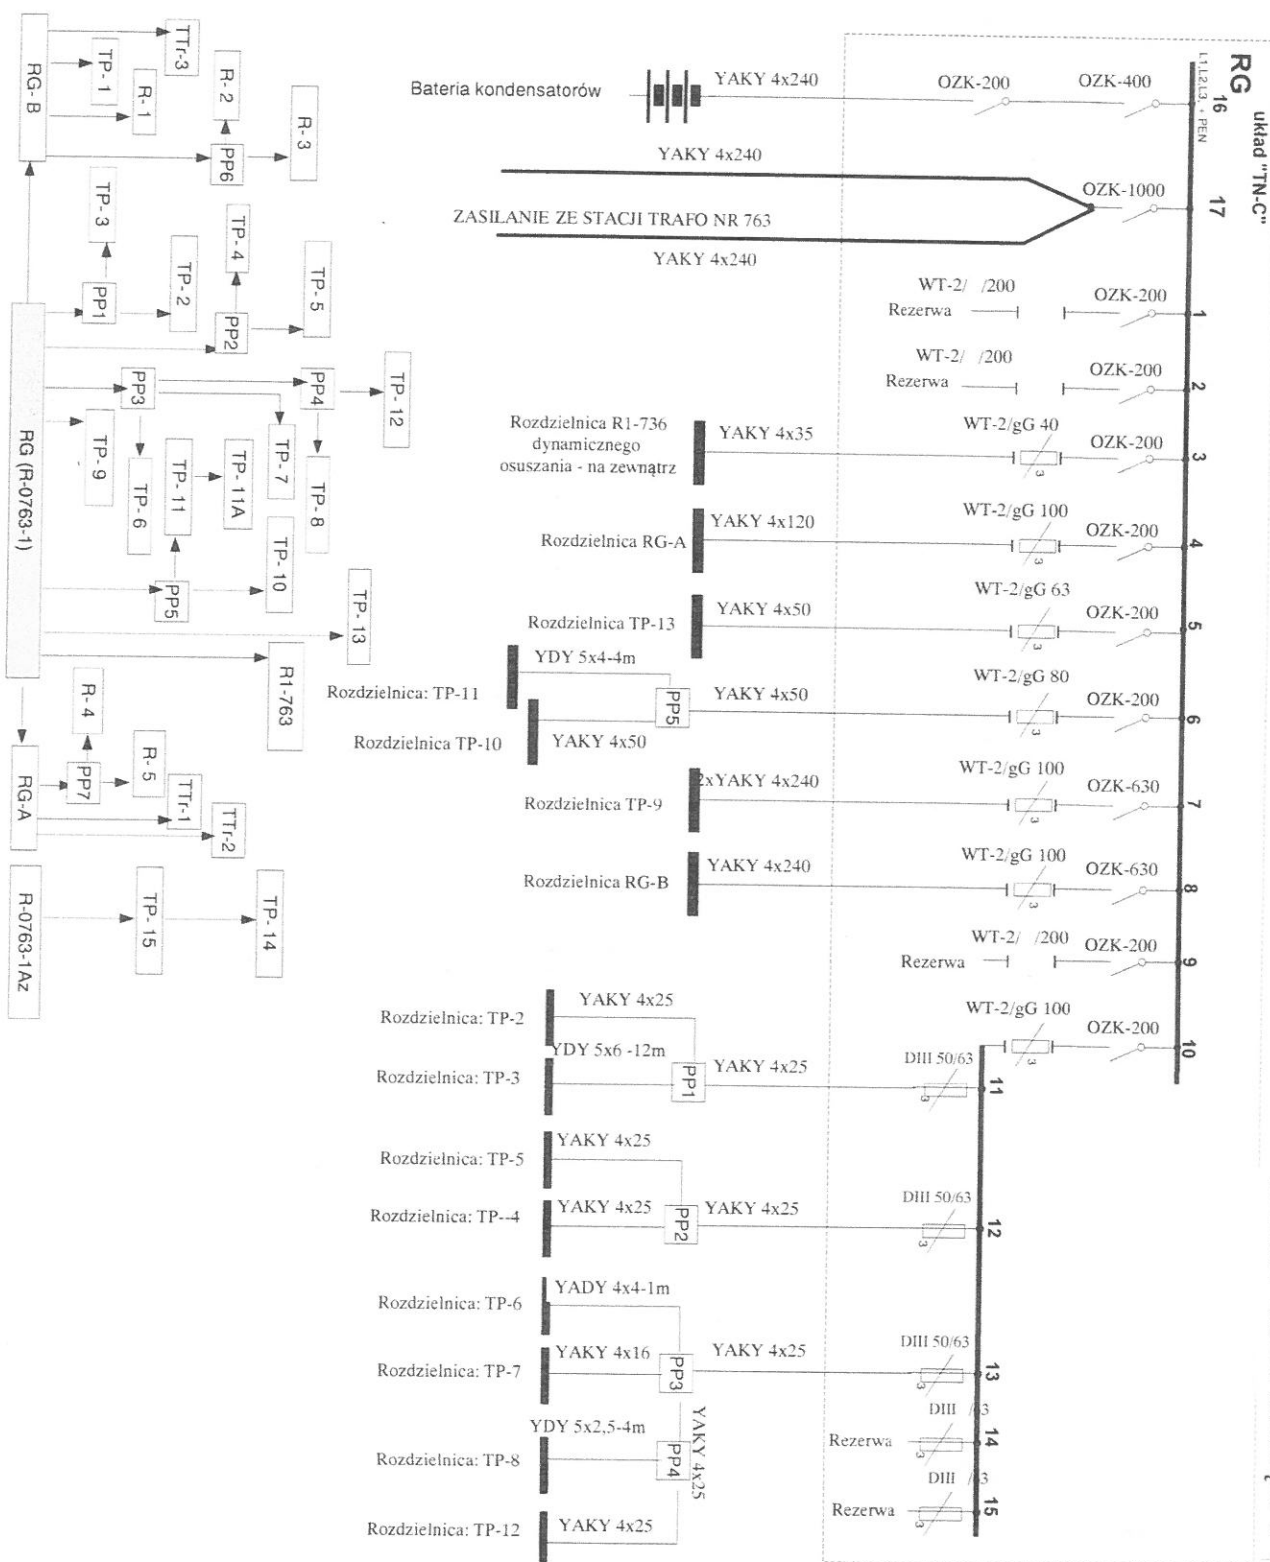 RG
układ "TN-C"
L1,L2,L3, + PEN
16
Bateria kondensatorów
YAKY 4x240
OZK-200
OZK-400
17
YAKY 4x240
OZK-1000
ZASILANIE ZE STACJI TRAFO NR 763
YAKY 4x240
WT-2/ /200
Rezerwa
OZK-200
1
WT-2/ /200
Rezerwa
OZK-200
2
Rozdzielnica R1-736
dynamicznego
osuszania - na zewnątrz
YAKY 4x35
WT-2/gG 40
3
OZK-200
3
Rozdzielnica RG-A
YAKY 4x120
WT-2/gG 100
3
OZK-200
4
Rozdzielnica TP-13
YAKY 4x50
WT-2/gG 63
3
OZK-200
5
YDY 5x4-4m
Rozdzielnica: TP-11
PP5
YAKY 4x50
WT-2/gG 80
3
OZK-200
6
Rozdzielnica TP-10
YAKY 4x50
Rozdzielnica TP-9
2xYAKY 4x240
WT-2/gG 100
3
OZK-630
7
Rozdzielnica RG-B
YAKY 4x240
WT-2/gG 100
3
OZK-630
8
WT-2/ /200
Rezerwa
OZK-200
9
WT-2/gG 100
3
OZK-200
10
Rozdzielnica: TP-2
YAKY 4x25
Rozdzielnica: TP-3
YDY 5x6 -12m
PP1
YAKY 4x25
DIII 50/63
3
11
Rozdzielnica: TP-5
YAKY 4x25
Rozdzielnica: TP--4
YAKY 4x25
PP2
YAKY 4x25
DIII 50/63
3
12
Rozdzielnica: TP-6
YADY 4x4-1m
Rozdzielnica: TP-7
YAKY 4x16
PP3
YAKY 4x25
DIII 50/63
3
13
YAKY 4x25
Rozdzielnica: TP-8
YDY 5x2,5-4m
PP4
Rozdzielnica: TP-12
YAKY 4x25
DIII /63
Rezerwa
3
14
DIII /63
Rezerwa
3
15
RG- B
TTr-3
TP- 1
R- 1
R- 2
PP6
R- 3
RG (R-0763-1)
TP- 3
PP1
TP- 2
TP- 4
PP2
TP- 5
PP3
PP4
TP- 12
TP- 9
TP- 6
TP- 7
TP- 8
TP- 11
TP- 11A
PP5
TP- 10
TP- 13
R1-763
RG-A
R- 4
PP7
R- 5
TTr-1
TTr-2
R-0763-1Az
TP- 15
TP- 14